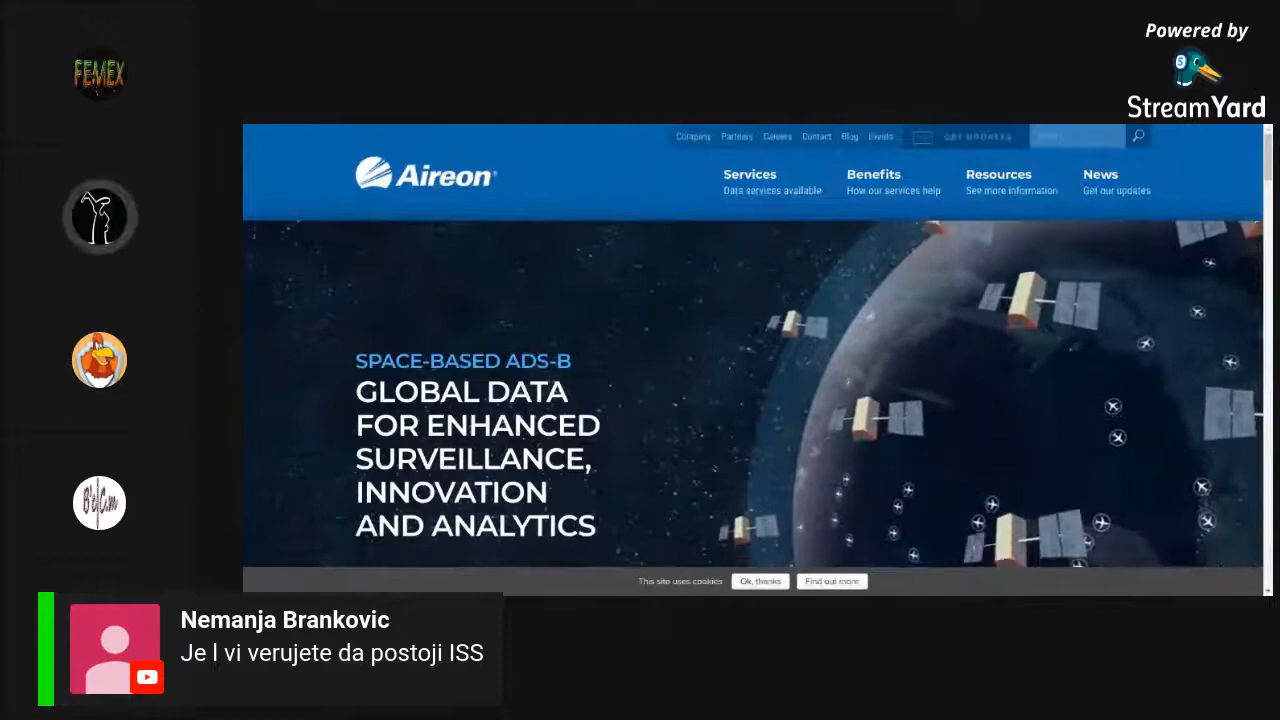 Powered by
StreamYard
FEMEX
Company Partners Careers Contact Blog Events GET UPDATES
Aireon
Services Benefits Resources News
Data services available How our services help See more information Get our updates
SPACE-BASED ADS-B
GLOBAL DATA
FOR ENHANCED
SURVEILLANCE,
INNOVATION
AND ANALYTICS
This site uses cookies Ok, thanks Find out more
Nemanja Brankovic
Je l vi verujete da postoji ISS